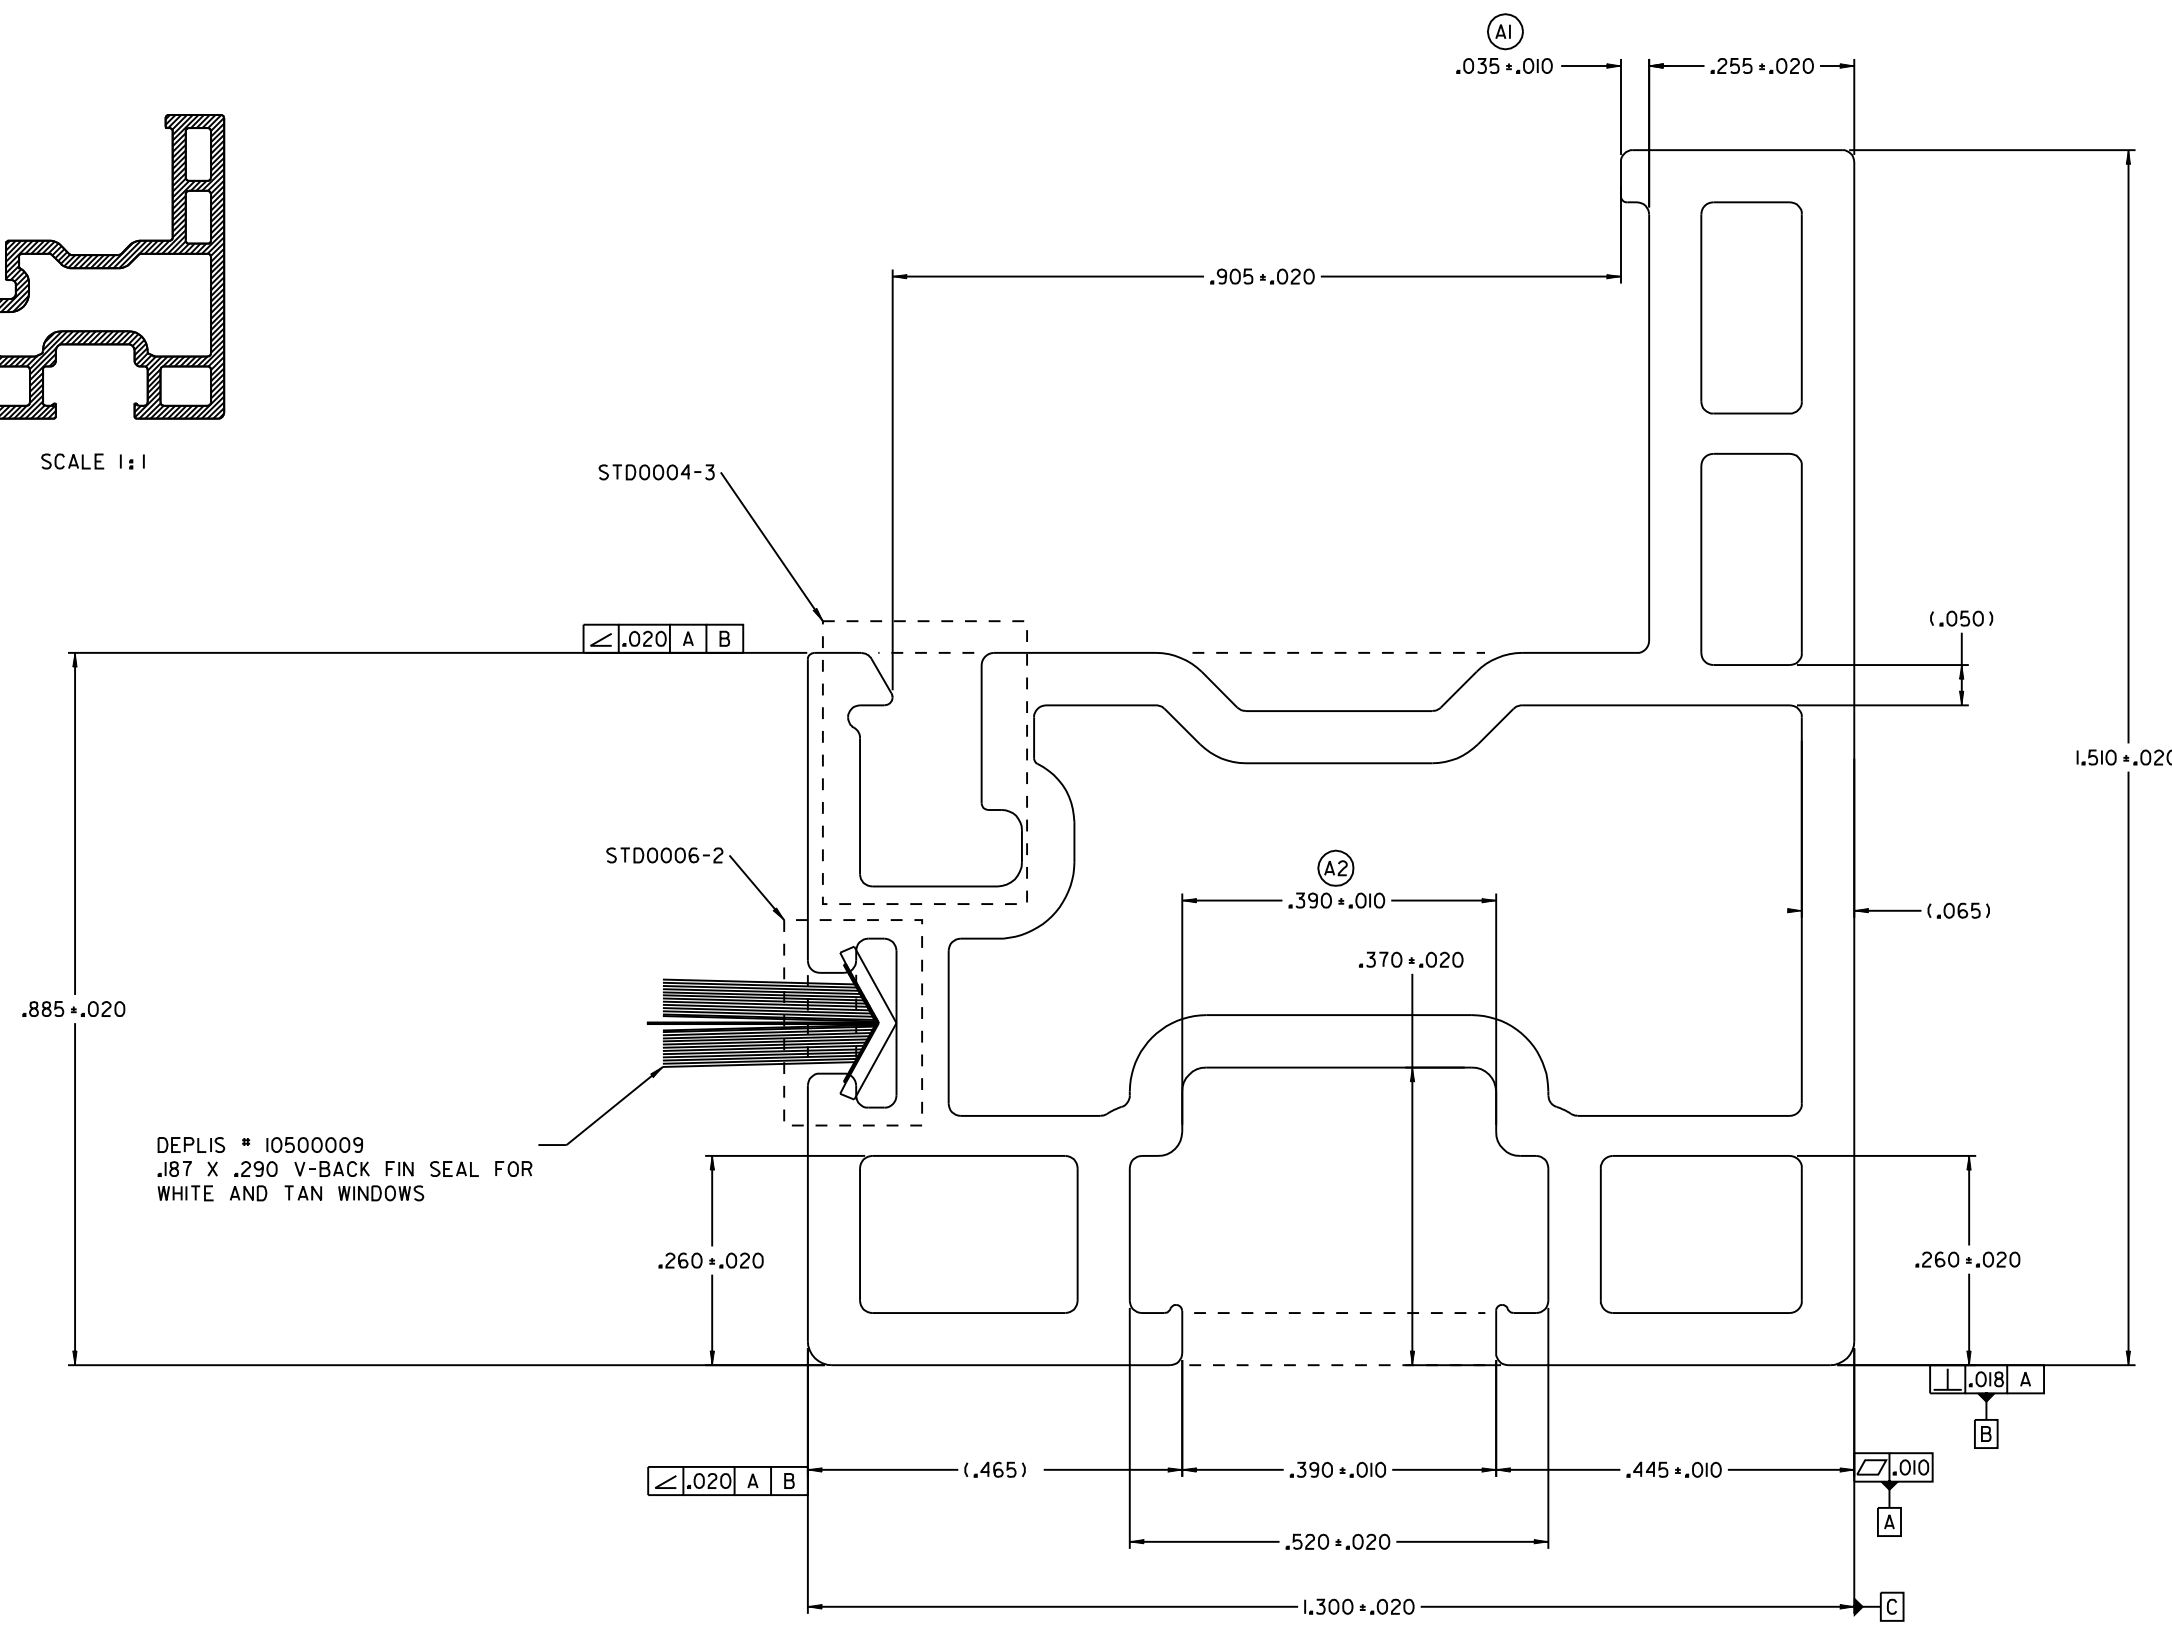 A1
.035±.010
.255±.020
.905±.020
SCALE 1:1
STD0004-3
(.050)
.020 A B
1.510±.020
STD0006-2
A2
.390±.010
(.065)
.370±.020
.885±.020
DEPLIS # 10500009
.187 X .290 V-BACK FIN SEAL FOR
WHITE AND TAN WINDOWS
.260±.020
.260±.020
.018 A
B
(.465)
.390±.010
.445±.010
.010
.020 A B
A
.520±.020
1.300±.020
C